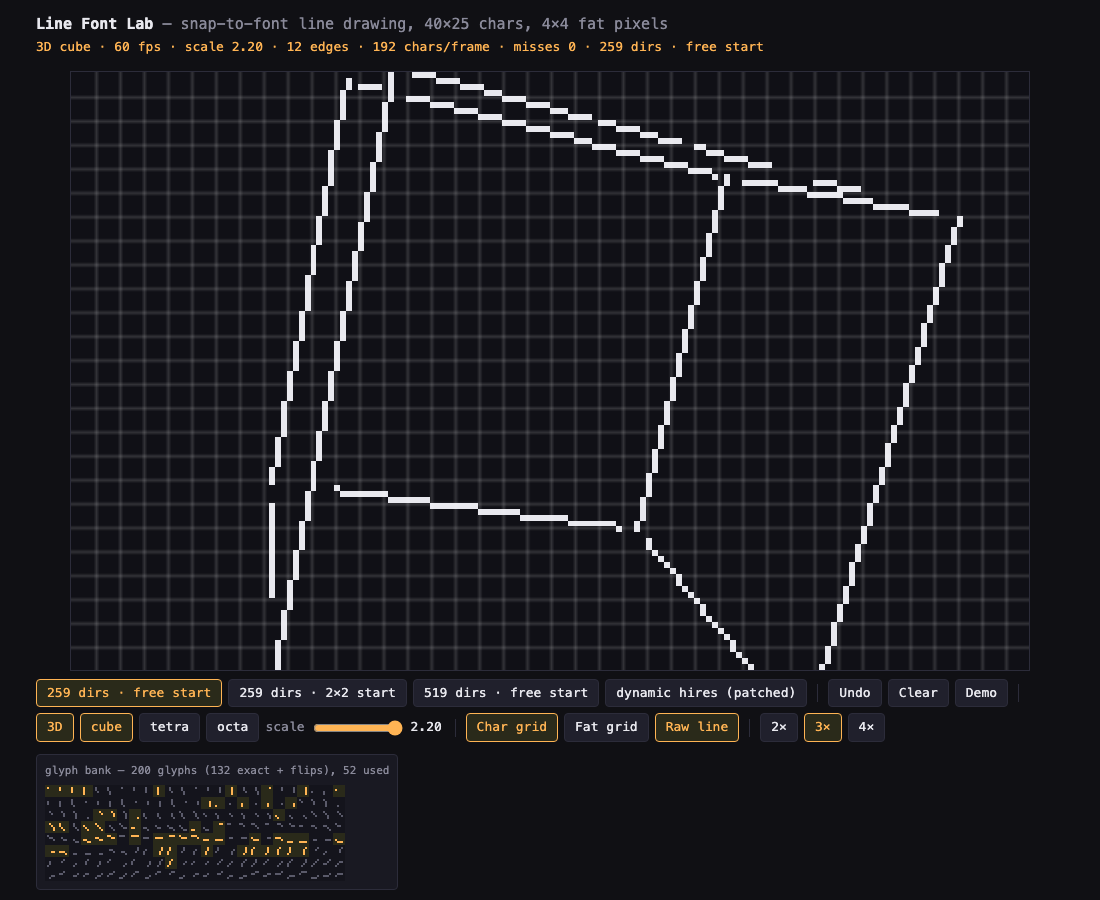 Line Font Lab — snap-to-font line drawing, 40×25 chars, 4×4 fat pixels
3D cube · 60 fps · scale 2.20 · 12 edges · 192 chars/frame · misses 0 · 259 dirs · free start
259 dirs · free start 259 dirs · 2×2 start 519 dirs · free start dynamic hires (patched) Undo Clear Demo
3D cube tetra octa scale 2.20 Char grid Fat grid Raw line 2× 3× 4×
glyph bank — 200 glyphs (132 exact + flips), 52 used